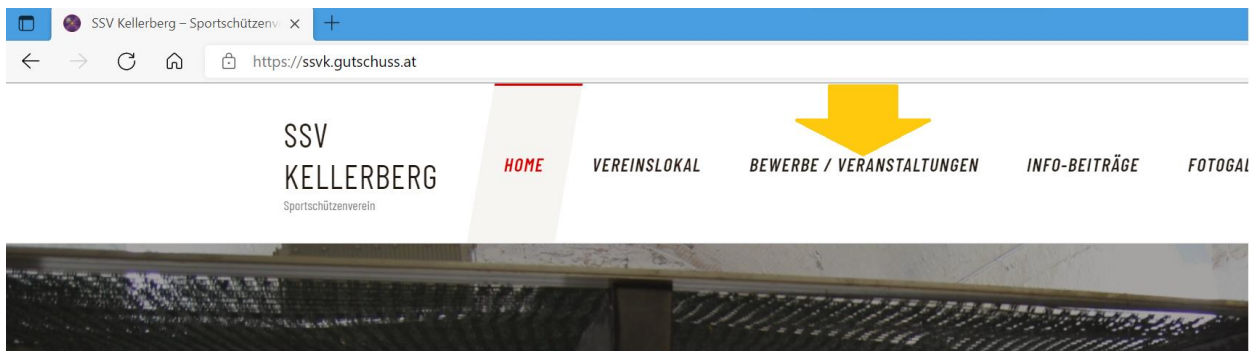 SSV Kellerberg – Sportschützenv
https://ssvk.gutschuss.at
SSV
KELLERBERG
Sportschützenverein
HOME VEREINSLOKAL BEWERBE / VERANSTALTUNGEN INFO-BEITRÄGE FOTOGAL